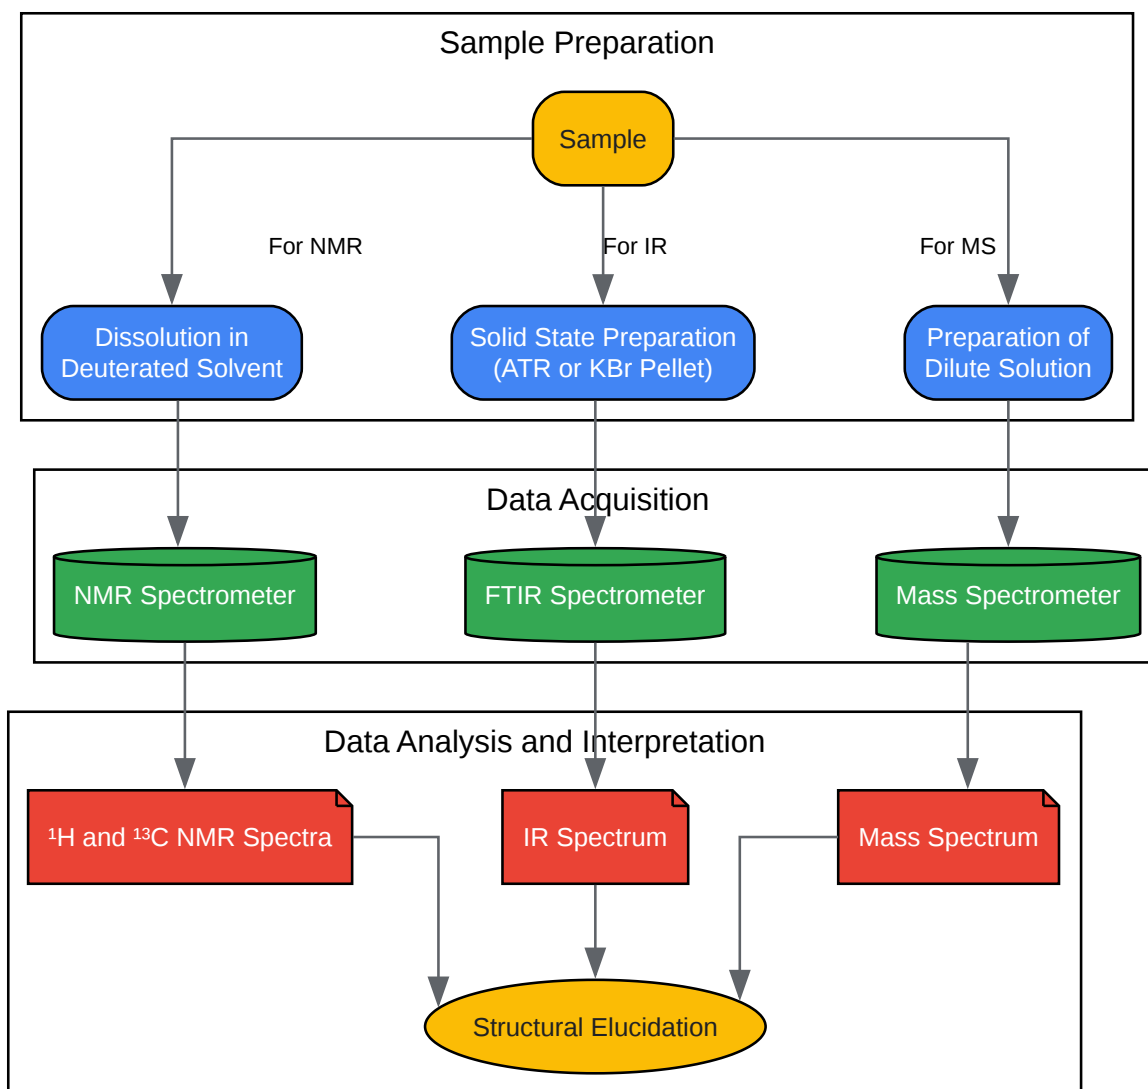 Sample Preparation
Sample
For NMR
For IR
For MS
Dissolution in
Deuterated Solvent
Solid State Preparation
(ATR or KBr Pellet)
Preparation of
Dilute Solution
Data Acquisition
NMR Spectrometer
FTIR Spectrometer
Mass Spectrometer
Data Analysis and Interpretation
¹H and ¹³C NMR Spectra
IR Spectrum
Mass Spectrum
Structural Elucidation